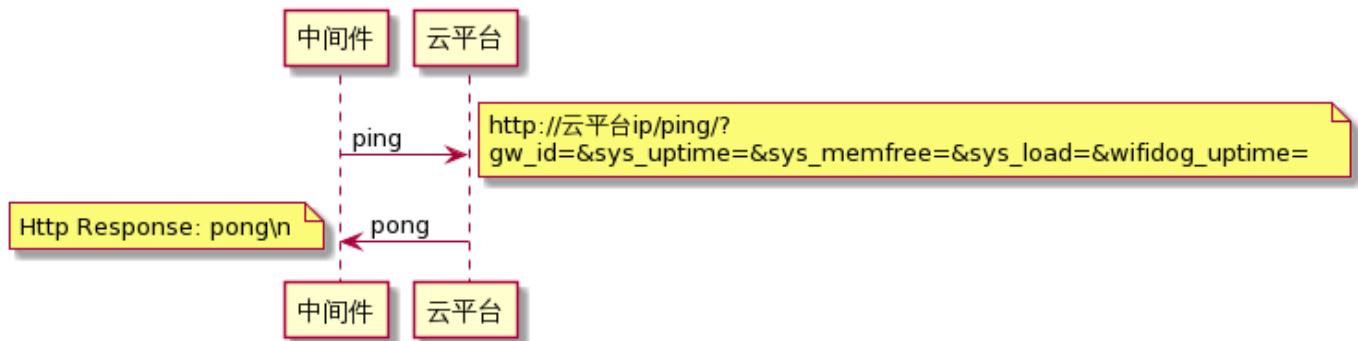 中间件 云平台
http://云平台ip/ping/?
ping
gw_id=&sys_uptime=&sys_memfree=&sys_load=&wifidog_uptime=
Http Response: pong\n
pong
中间件 云平台